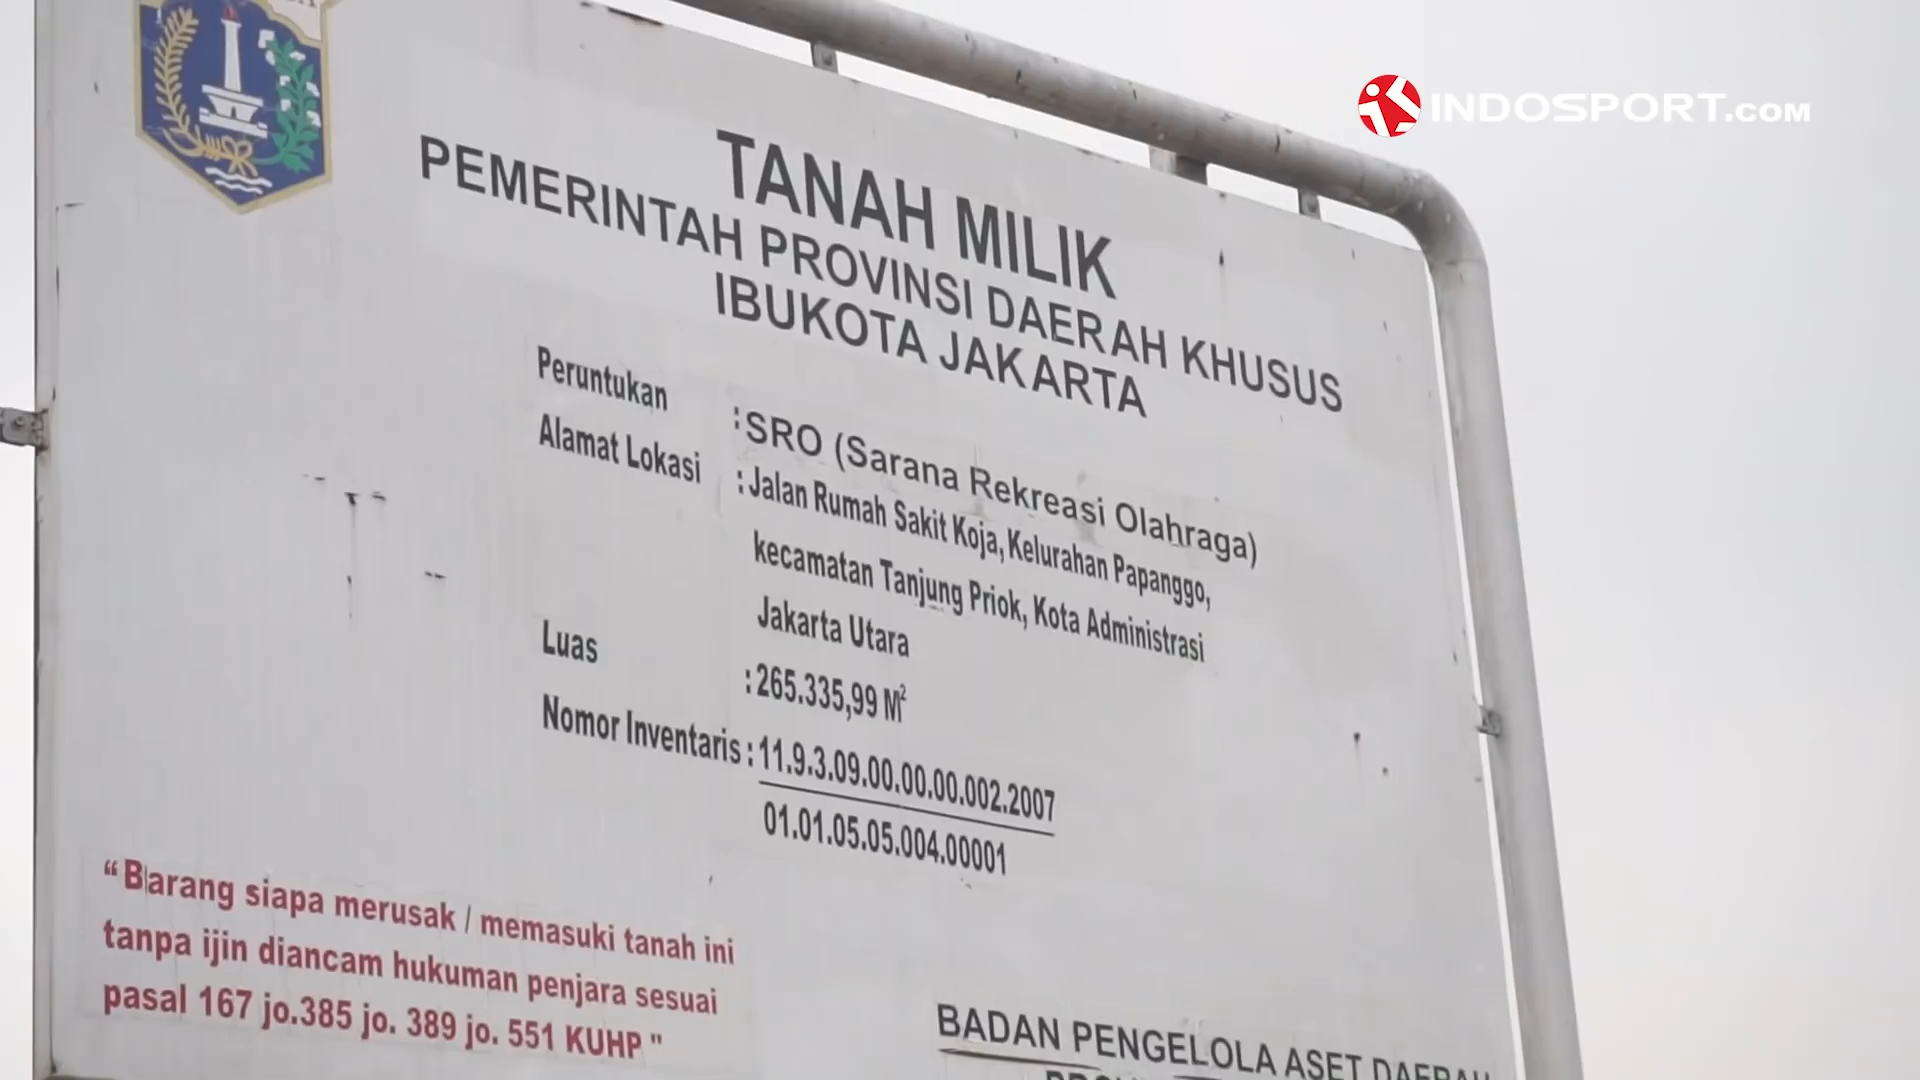 INDOSPORT.COM
TANAH MILIK
PEMERINTAH PROVINSI DAERAH KHUSUS
IBUKOTA JAKARTA
Peruntukan : SRO (Sarana Rekreasi Olahraga)
Alamat Lokasi : Jalan Rumah Sakit Koja, Kelurahan Papanggo,
kecamatan Tanjung Priok, Kota Administrasi
Jakarta Utara
Luas : 265.335,99 M²
Nomor Inventaris : 11.9.3.09.00.00.00.002.2007
01.01.05.05.004.00001
“Barang siapa merusak / memasuki tanah ini
tanpa ijin diancam hukuman penjara sesuai
pasal 167 jo.385 jo. 389 jo. 551 KUHP "
BADAN PENGELOLA ASET DAERAH